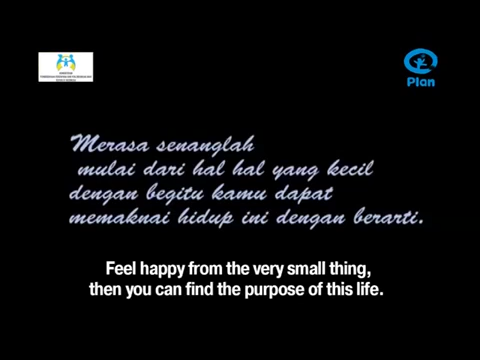 Plan
Merasa senanglah
mulai dari hal hal yang kecil
dengan begitu kamu dapat
memaknai hidup ini dengan berarti.
Feel happy from the very small thing,
then you can find the purpose of this life.